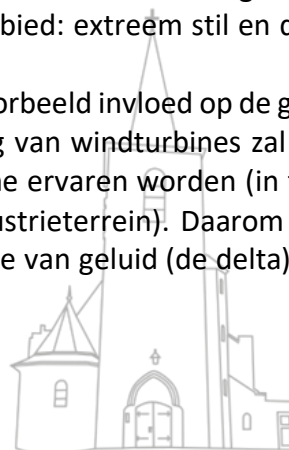 bied: extreem stil en d
orbeeld invloed op de g
g van windturbines zal
ne ervaren worden (in
ustrieterrein). Daarom
e van geluid (de delta)